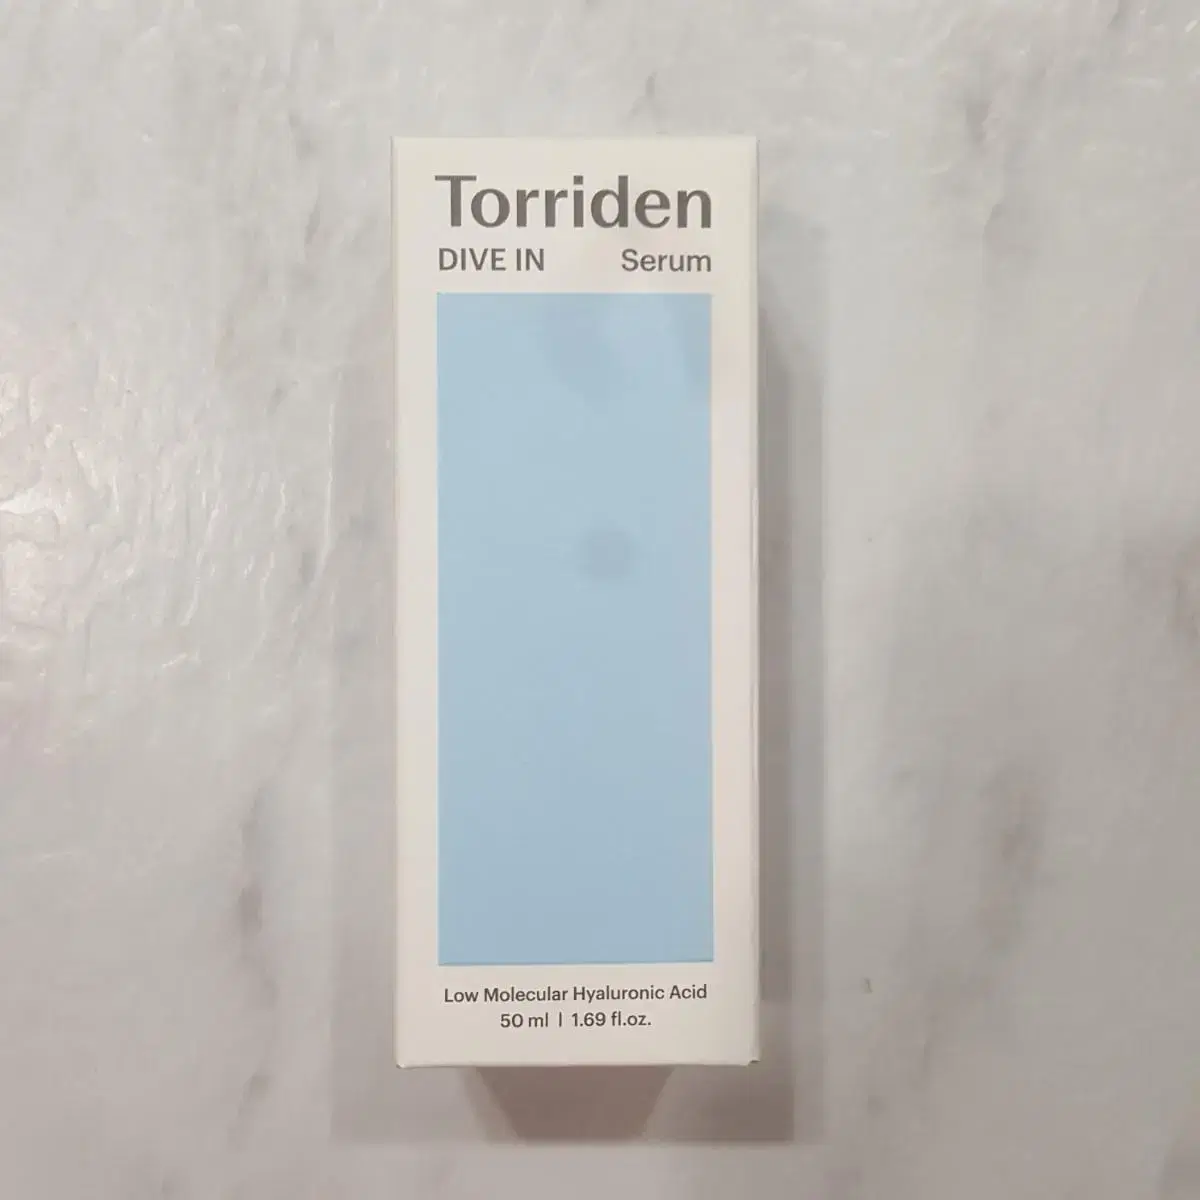 Torriden
DIVE IN Serum
Low Molecular Hyaluronic Acid
50 ml | 1.69 fl.oz.